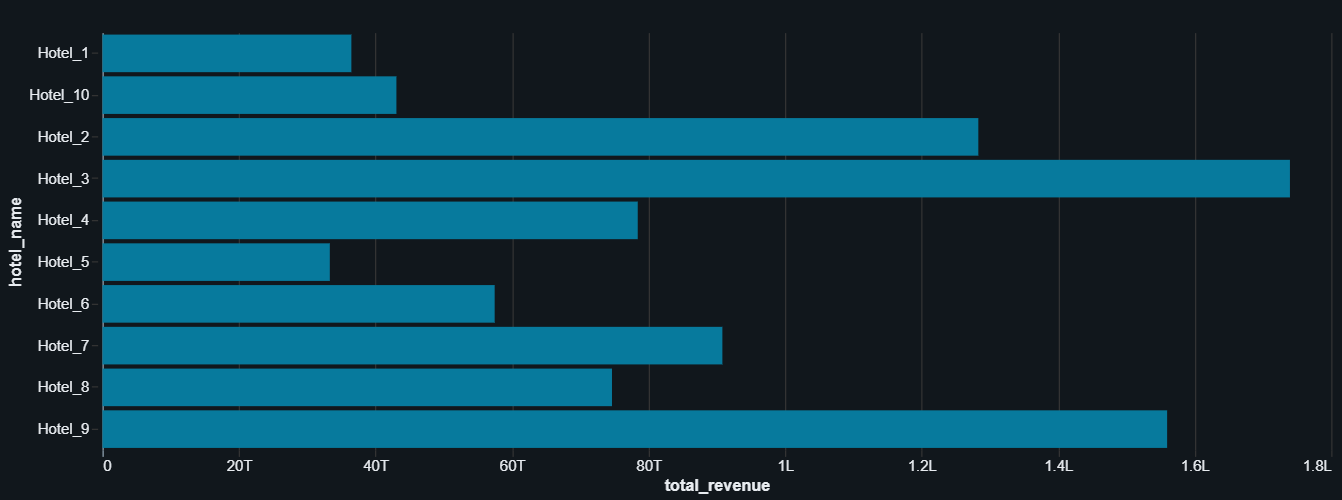 Hotel_1
Hotel_10
Hotel_2
Hotel_3
Hotel_4
Hotel_5
Hotel_6
Hotel_7
Hotel_8
Hotel_9
hotel_name
0 20T 40T 60T 80T 1L 1.2L 1.4L 1.6L 1.8L
total_revenue